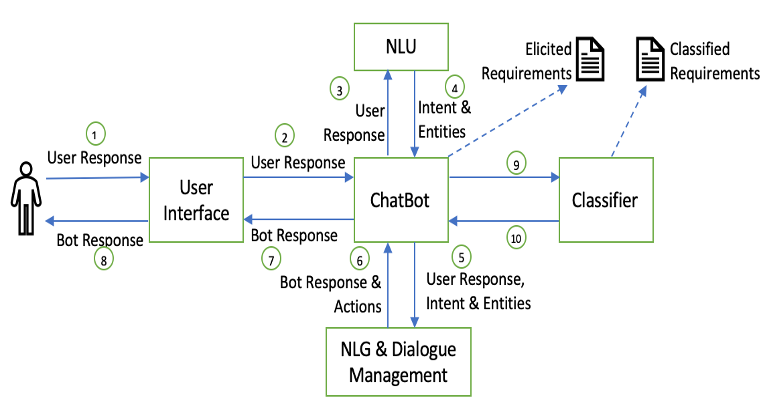 NLU
Elicited
Requirements
Classified
Requirements
3
4
User
Response
Intent &
Entities
1
User Response
2
User Response
9
User
Interface
ChatBot
Classifier
Bot Response
8
Bot Response
7
10
6
Bot Response &
Actions
5
User Response,
Intent & Entities
NLG & Dialogue
Management